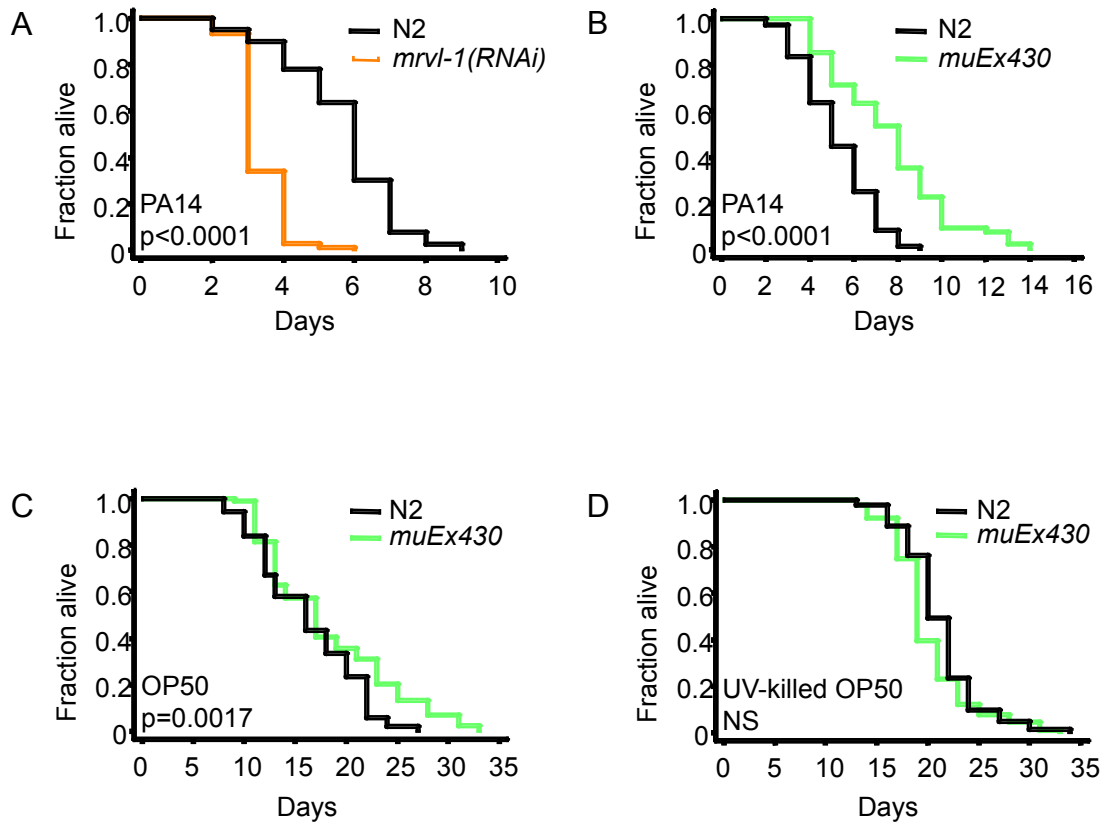 A
Fraction alive
1.0
0.8
0.6
0.4
0.2
0
N2
mrvl-1(RNAi)
PA14
p<0.0001
0 2 4 6 8 10
Days
B
Fraction alive
1.0
0.8
0.6
0.4
0.2
0
N2
muEx430
PA14
p<0.0001
0 2 4 6 8 10 12 14 16
Days
C
Fraction alive
1.0
0.8
0.6
0.4
0.2
0
N2
muEx430
OP50
p=0.0017
0 5 10 15 20 25 30 35
Days
D
Fraction alive
1.0
0.8
0.6
0.4
0.2
0
N2
muEx430
UV-killed OP50
NS
0 5 10 15 20 25 30 35
Days